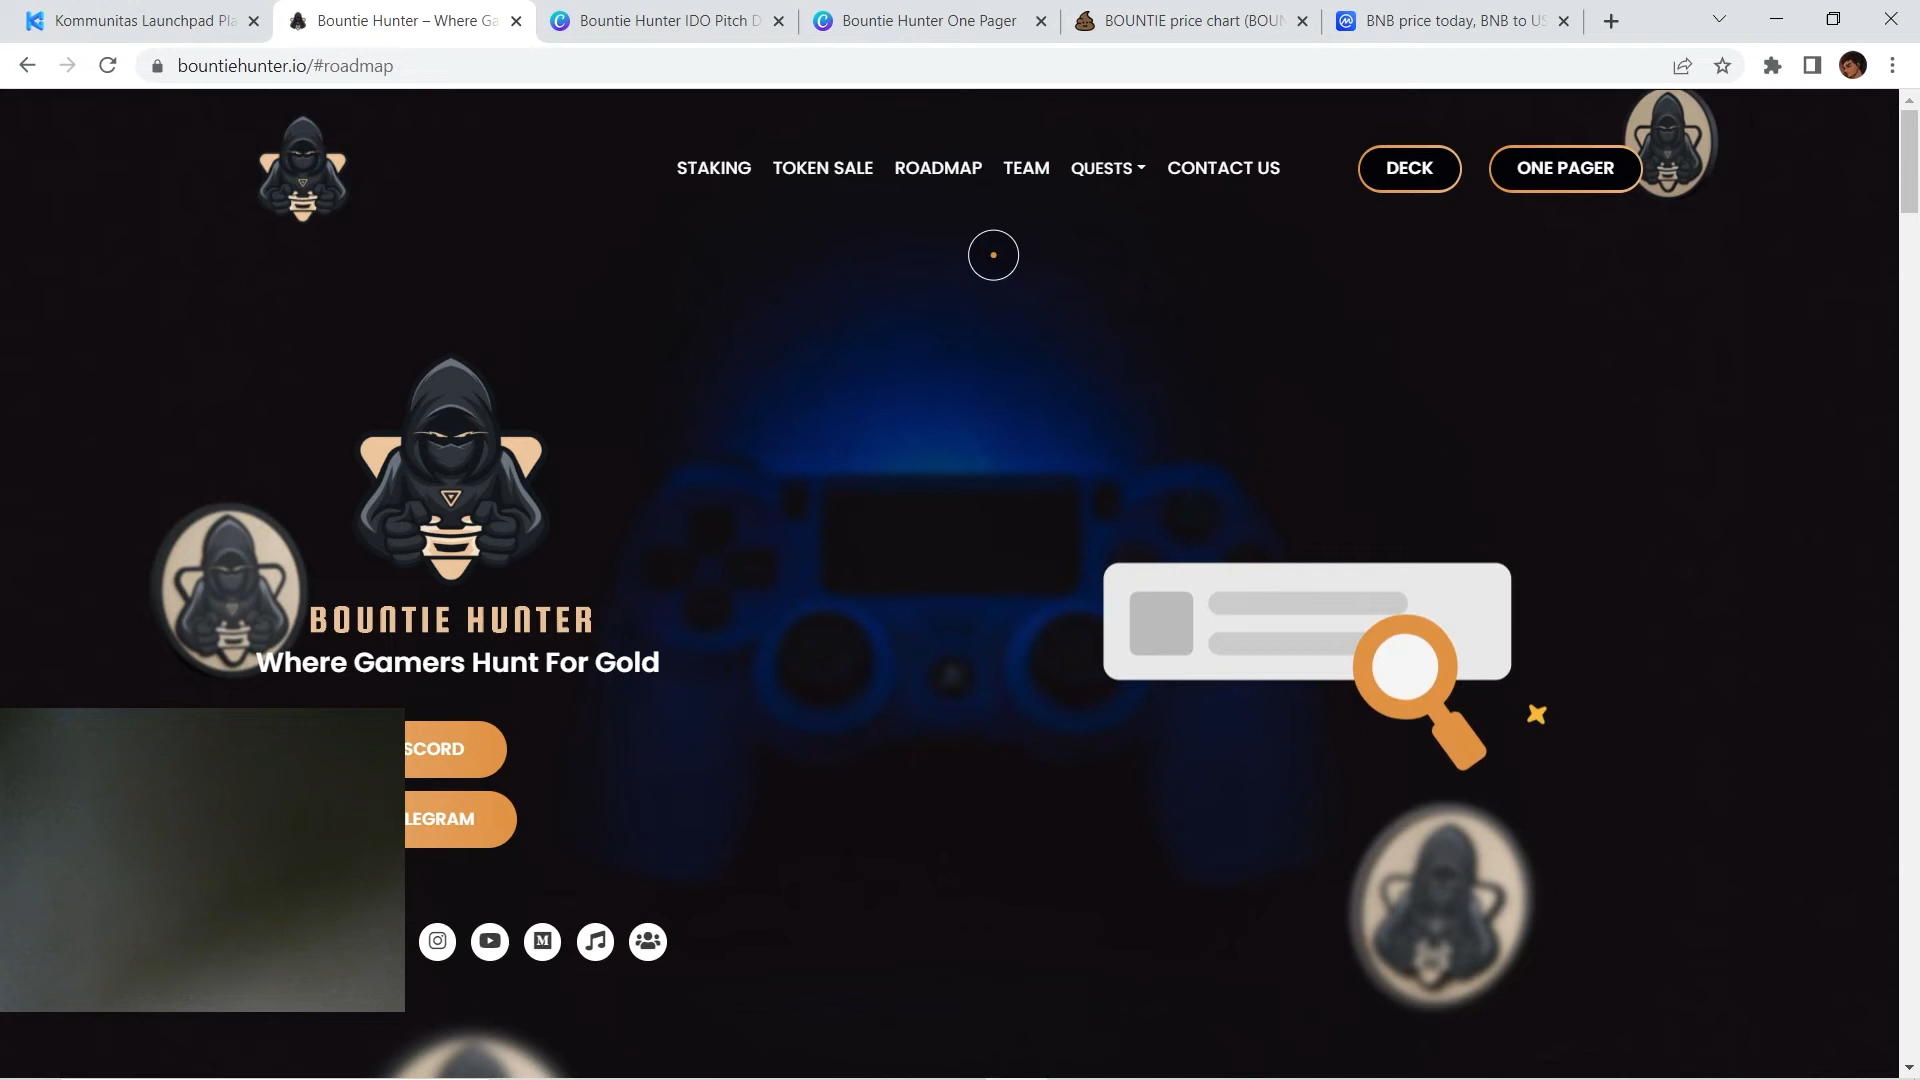 Kommunitas Launchpad Pla
Bountie Hunter – Where Ga
Bountie Hunter IDO Pitch D
Bountie Hunter One Pager
BOUNTIE price chart (BOUN
BNB price today, BNB to US
bountiehunter.io/#roadmap
STAKING
TOKEN SALE
ROADMAP
TEAM
QUESTS
CONTACT US
DECK
ONE PAGER
BOUNTIE HUNTER
Where Gamers Hunt For Gold
SCORD
LEGRAM